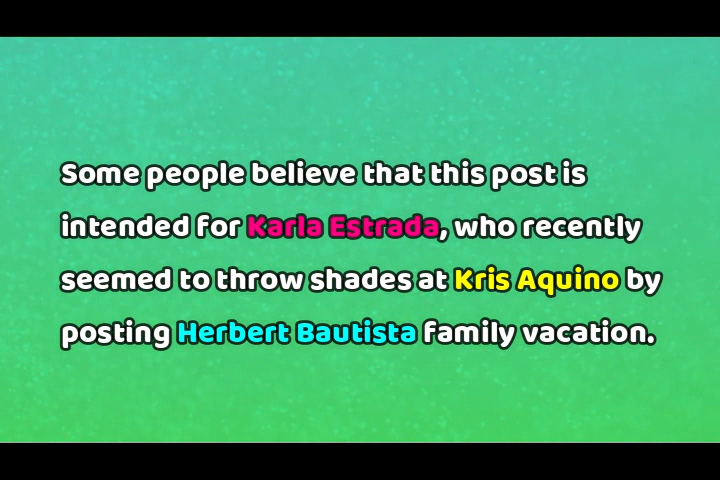 Some people believe that this post is
intended for Karla Estrada, who recently
seemed to throw shades at Kris Aquino by
posting Herbert Bautista family vacation.